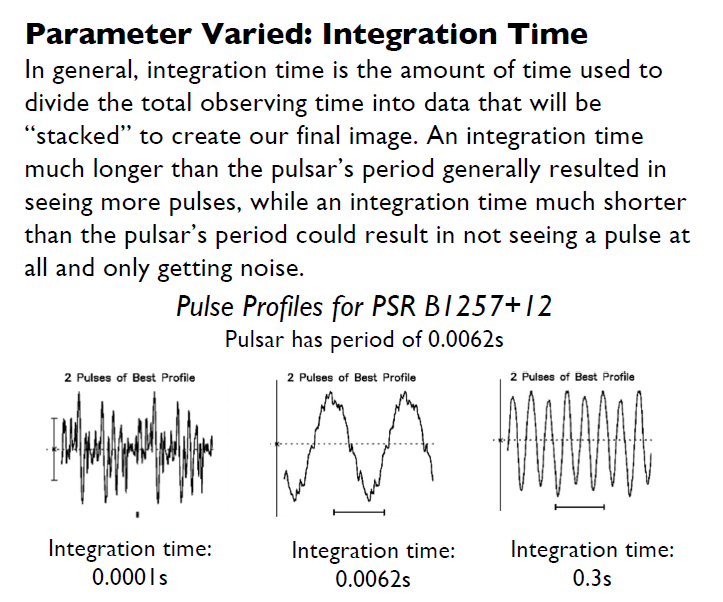 Parameter Varied: Integration Time
In general, integration time is the amount of time used to
divide the total observing time into data that will be
“stacked” to create our final image. An integration time
much longer than the pulsar’s period generally resulted in
seeing more pulses, while an integration time much shorter
than the pulsar’s period could result in not seeing a pulse at
all and only getting noise.
Pulse Profiles for PSR B1257+12
Pulsar has period of 0.0062s
2 Pulses of Best Profile
2 Pulses of Best Profile
2 Pulses of Best Profile
Integration time:
0.0001s
Integration time:
0.0062s
Integration time:
0.3s